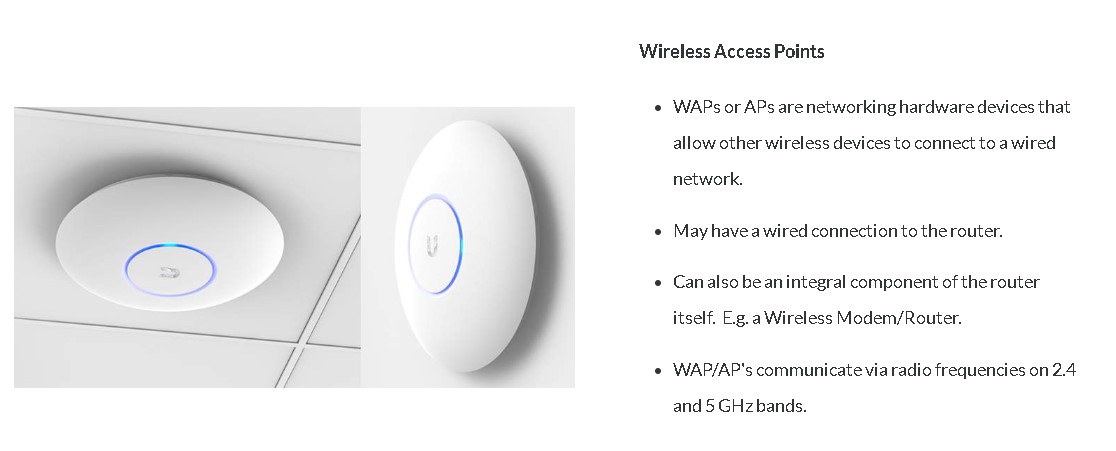 Wireless Access Points
WAPs or APs are networking hardware devices that
allow other wireless devices to connect to a wired
network.
May have a wired connection to the router.
Can also be an integral component of the router
itself. E.g. a Wireless Modem/Router.
WAP/AP's communicate via radio frequencies on 2.4
and 5 GHz bands.